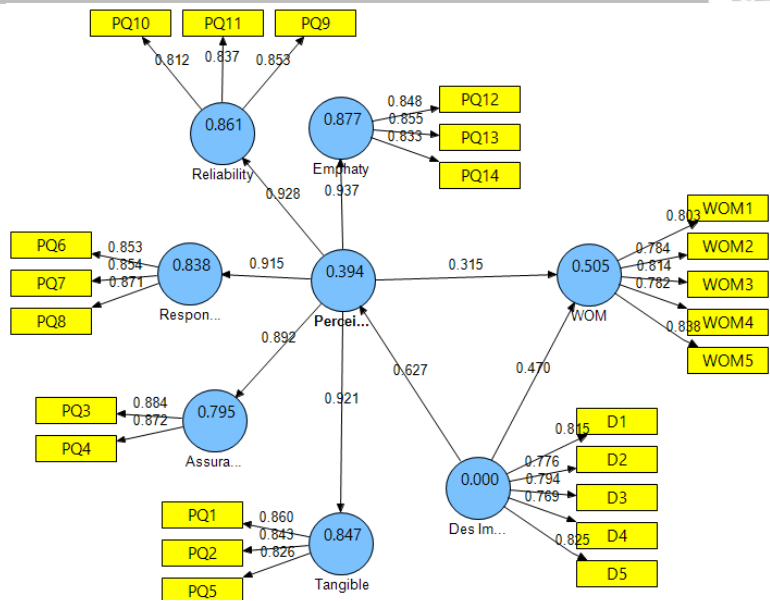 PQ10
PQ11
PQ9
0.812
0.837
0.853
0.861
Reliability
0.877
Emphaty
0.848
0.855
0.833
PQ12
PQ13
PQ14
0.928
0.937
PQ6
PQ7
PQ8
0.853
0.854
0.871
0.838
Respon...
0.915
0.394
Percei...
0.315
0.505
WOM
0.803
0.784
0.814
0.782
0.838
WOM1
WOM2
WOM3
WOM4
WOM5
0.892
0.921
0.627
0.470
PQ3
PQ4
0.884
0.872
0.795
Assura...
PQ1
PQ2
PQ5
0.860
0.843
0.826
0.847
Tangible
0.000
Des Im...
0.815
0.776
0.794
0.769
0.825
D1
D2
D3
D4
D5